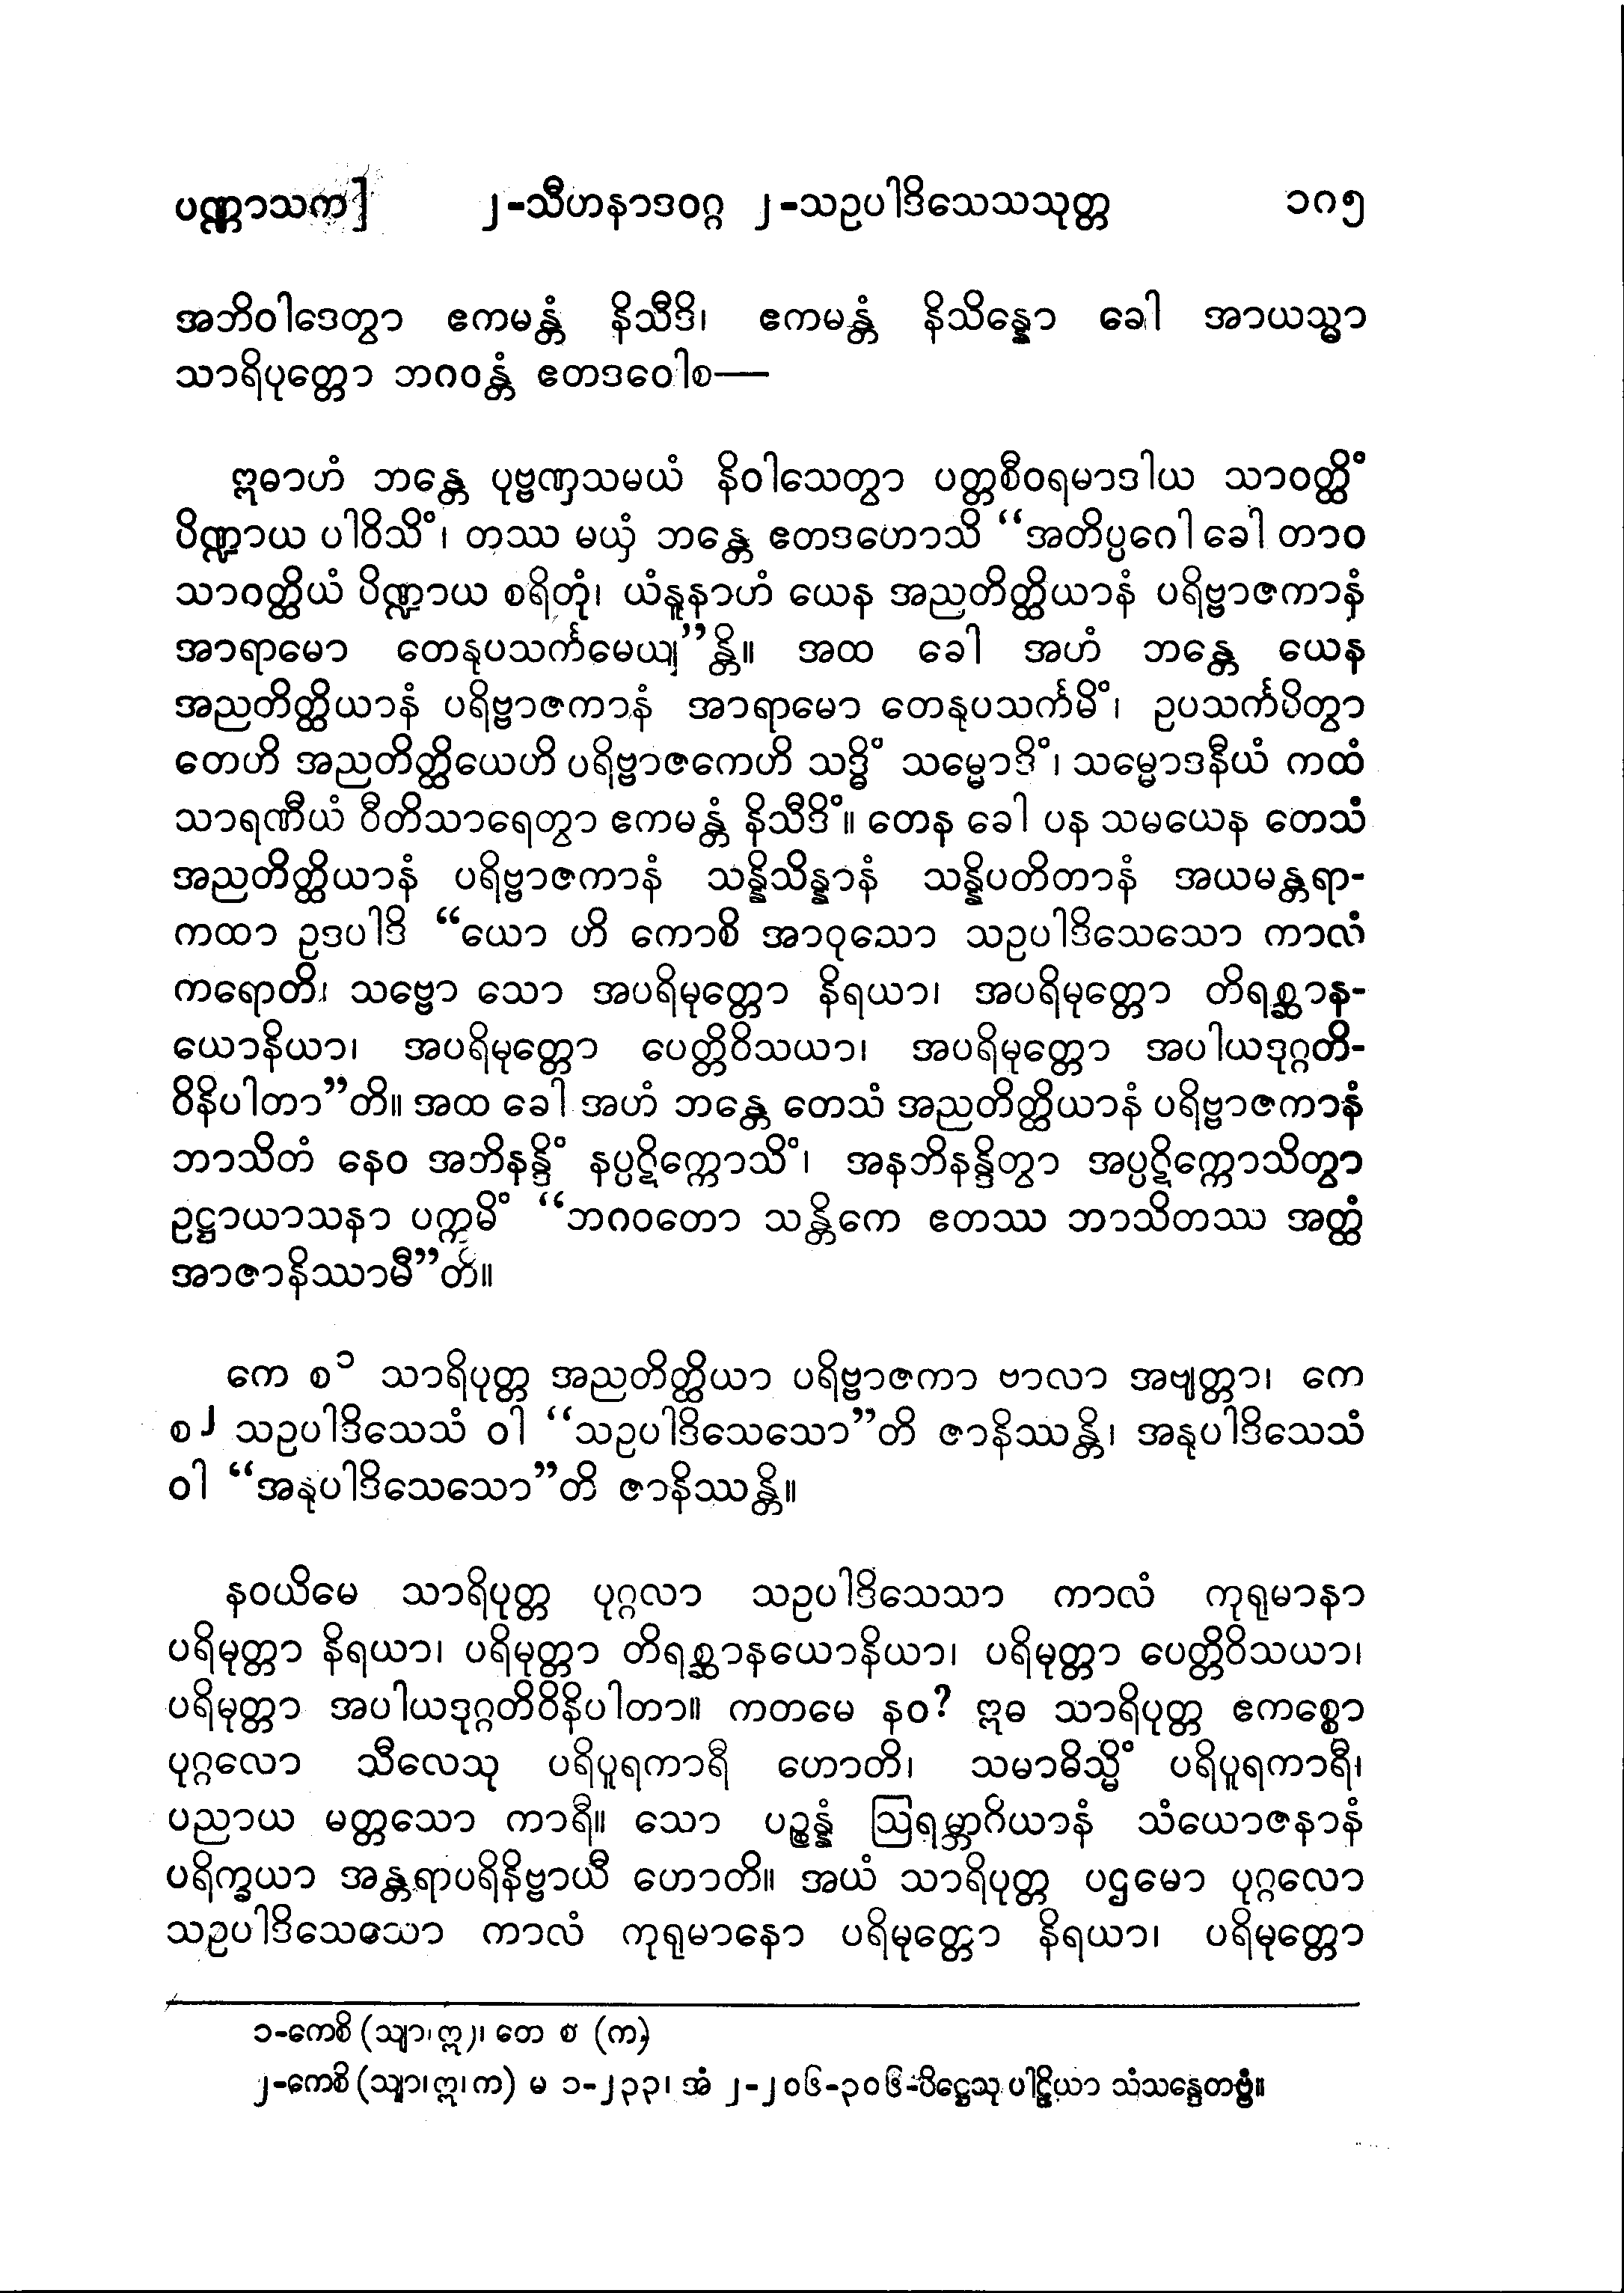 ပဏ္ဏာသက] ၂-သီဟနာဒဝဂ္ဂ ၂-သဥပါဒိသေသသုတ္တ ၁၈၅
အဘိဝါဒေတွာ ဧကမန္တံ နိသီဒိ၊ ဧကမန္တံ နိသိန္နော ခေါ အာယသ္မာ
သာရိပုတ္တော ဘဂဝန္တံ ဧတဒဝေါစ—
ဣဓာဟံ ဘန္တေ ပုဗ္ဗဏှသမယံ နိဝါသေတွာ ပတ္တစီဝရမာဒါယ သာဝတ္ထိံ
ပိဏ္ဍာယ ပါဝိသိံ၊ တဿ မယှံ ဘန္တေ ဧတဒဟောသိ “အတိပ္ပဂေါ ခေါ တာဝ
သာဝတ္ထိယံ ပိဏ္ဍာယ စရိတုံ၊ ယံနူနာဟံ ယေန အညတိတ္ထိယာနံ ပရိဗ္ဗာဇကာနံ
အာရာမော တေနုပသင်္ကမေယျ”န္တိ။ အထ ခေါ အဟံ ဘန္တေ ယေန
အညတိတ္ထိယာနံ ပရိဗ္ဗာဇကာနံ အာရာမော တေနုပသင်္ကမိံ၊ ဥပသင်္ကမိတွာ
တေဟိ အညတိတ္ထိယေဟိ ပရိဗ္ဗာဇကေဟိ သဒ္ဓိံ သမ္မောဒိံ၊ သမ္မောဒနီယံ ကထံ
သာရဏီယံ ဝီတိသာရေတွာ ဧကမန္တံ နိသီဒိံ။ တေန ခေါ ပန သမယေန တေသံ
အညတိတ္ထိယာနံ ပရိဗ္ဗာဇကာနံ သန္နိသိန္နာနံ သန္နိပတိတာနံ အယမန္တရာ-
ကထာ ဥဒပါဒိ “ယော ဟိ ကောစိ အာဝုသော သဥပါဒိသေသော ကာလံ
ကရောတိ၊ သဗ္ဗော သော အပရိမုတ္တော နိရယာ၊ အပရိမုတ္တော တိရစ္ဆာန-
ယောနိယာ၊ အပရိမုတ္တော ပေတ္တိဝိသယာ၊ အပရိမုတ္တော အပါယဒုဂ္ဂတိ-
ဝိနိပါတာ”တိ။ အထ ခေါ အဟံ ဘန္တေ တေသံ အညတိတ္ထိယာနံ ပရိဗ္ဗာဇကာနံ
ဘာသိတံ နေဝ အဘိနန္ဒိံ နပ္ပဋိက္ကောသိံ၊ အနဘိနန္ဒိတွာ အပ္ပဋိက္ကောသိတွာ
ဥဋ္ဌာယာသနာ ပက္ကမိံ “ဘဂဝတော သန္တိကေ ဧတဿ ဘာသိတဿ အတ္ထံ
အာဇာနိဿာမီ”တိ။
ကေ စ၁ သာရိပုတ္တ အညတိတ္ထိယာ ပရိဗ္ဗာဇကာ ဗာလာ အဗျတ္တာ၊ ကေ
စ၂ သဥပါဒိသေသံ ဝါ “သဥပါဒိသေသော”တိ ဇာနိဿန္တိ၊ အနုပါဒိသေသံ
ဝါ “အနုပါဒိသေသော”တိ ဇာနိဿန္တိ။
နဝယိမေ သာရိပုတ္တ ပုဂ္ဂလာ သဥပါဒိသေသာ ကာလံ ကုရုမာနာ
ပရိမုတ္တာ နိရယာ၊ ပရိမုတ္တာ တိရစ္ဆာနယောနိယာ၊ ပရိမုတ္တာ ပေတ္တိဝိသယာ၊
ပရိမုတ္တာ အပါယဒုဂ္ဂတိဝိနိပါတာ။ ကတမေ နဝ? ဣဓ သာရိပုတ္တ ဧကစ္စော
ပုဂ္ဂလော သီလေသု ပရိပူရကာရီ ဟောတိ၊ သမာဓိသ္မိံ ပရိပူရကာရီ၊
ပညာယ မတ္တသော ကာရီ။ သော ပဉ္စန္နံ ဩရမ္ဘာဂိယာနံ သံယောဇနာနံ
ပရိက္ခယာ အန္တရာပရိနိဗ္ဗာယီ ဟောတိ။ အယံ သာရိပုတ္တ ပဌမော ပုဂ္ဂလော
သဥပါဒိသေသော ကာလံ ကုရုမာနော ပရိမုတ္တော နိရယာ၊ ပရိမုတ္တော
၁-ကေစိ (သျာ၊ဣ)၊ တေ စ (က)
၂-ကေစိ (သျာ၊ဣ၊က) မ ၁-၂၃၃၊ အံ ၂-၂၀၆-၃၀၆-ပိဋ္ဌေသု ပါဠိယာ သံသန္ဒေတဗ္ဗံ။